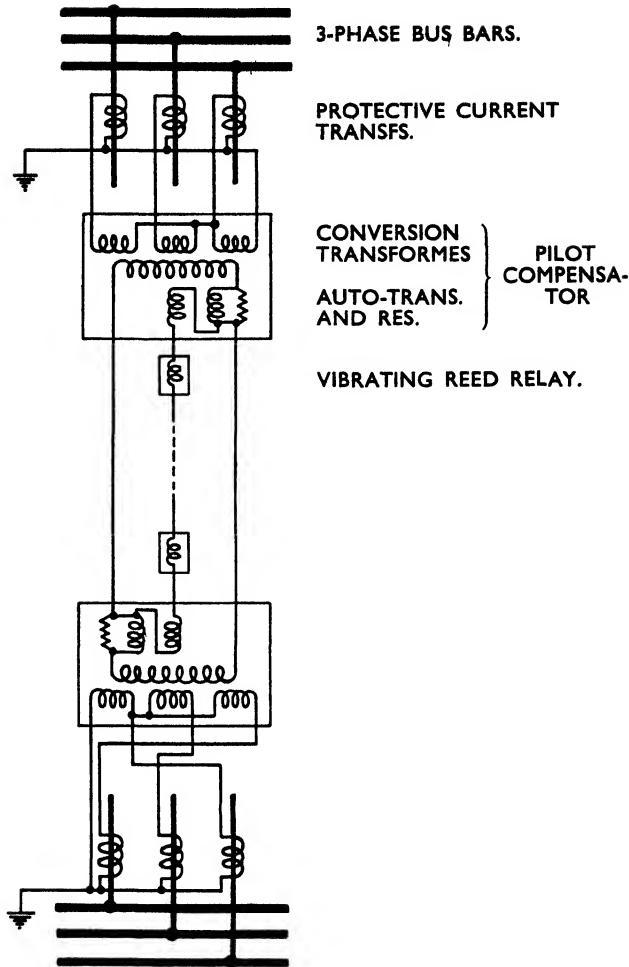 3-PHASE BUS BARS.
PROTECTIVE CURRENT
TRANSFS.
CONVERSION
TRANSFORMES
AUTO-TRANS.
AND RES.
PILOT
COMPENSA-
TOR
VIBRATING REED RELAY.